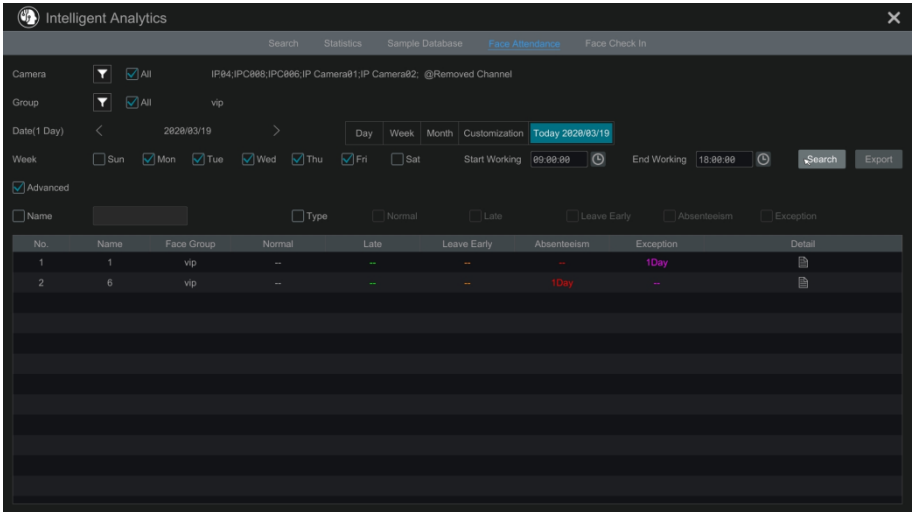 Intelligent Analytics
Search Statistics Sample Database Face Attendance Face Check In
Camera All IP04;IPC008;IPC006;IP Camera01;IP Camera02; @Removed Channel
Group All vip
Date(1 Day) 2020/03/19 Day Week Month Customization Today 2020/03/19
Week Sun Mon Tue Wed Thu Fri Sat Start Working 09:00:00 End Working 18:00:00 Search Export
Advanced
Name Type Normal Late Leave Early Absenteeism Exception
No. Name Face Group Normal Late Leave Early Absenteeism Exception Detail
1 1 vip -- -- -- -- 1Day
2 6 vip -- -- -- 1Day --